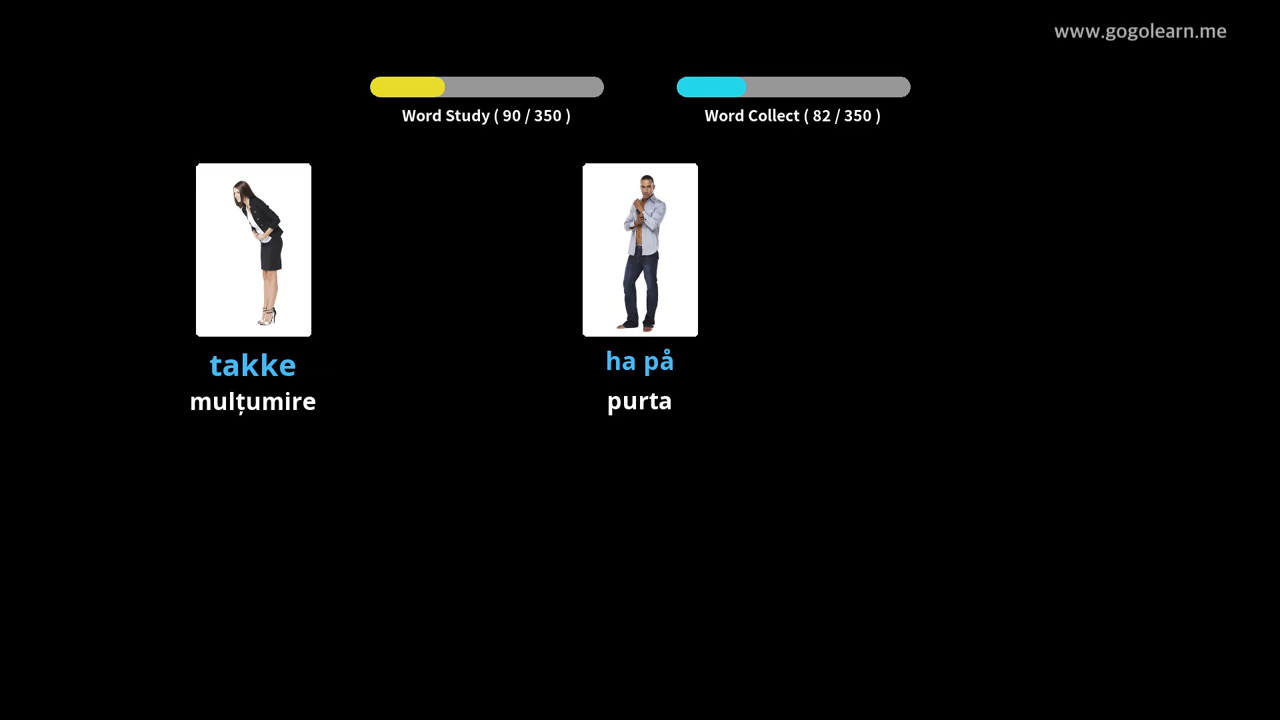 www.gogolearn.me
Word Study ( 90 / 350 )
Word Collect ( 82 / 350 )
takke
mulțumire
ha på
purta